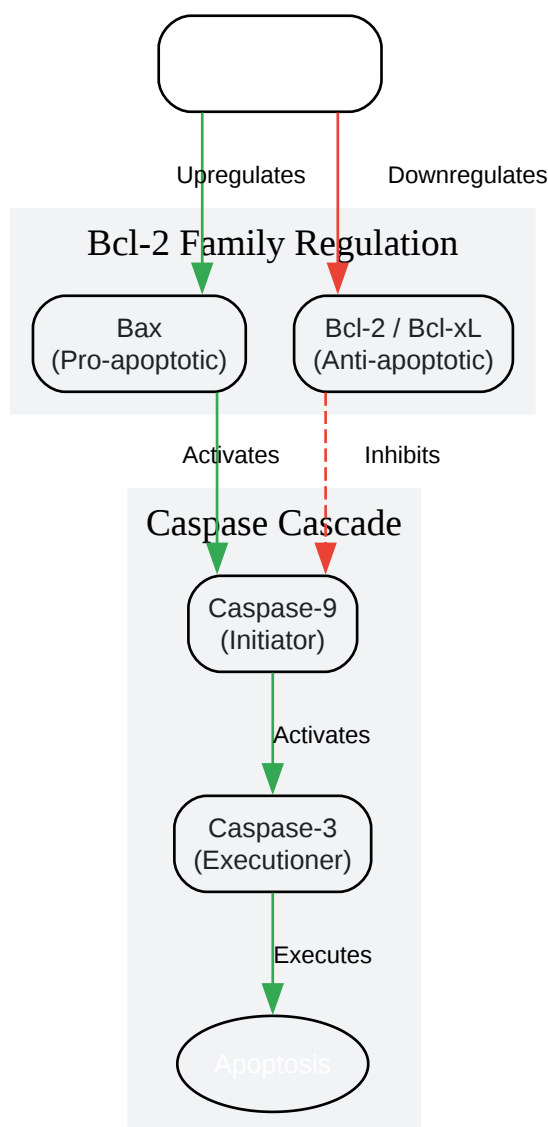 Upregulates
Downregulates
Bcl-2 Family Regulation
Bax
(Pro-apoptotic)
Bcl-2 / Bcl-xL
(Anti-apoptotic)
Activates
Inhibits
Caspase Cascade
Caspase-9
(Initiator)
Activates
Caspase-3
(Executioner)
Executes
Apoptosis